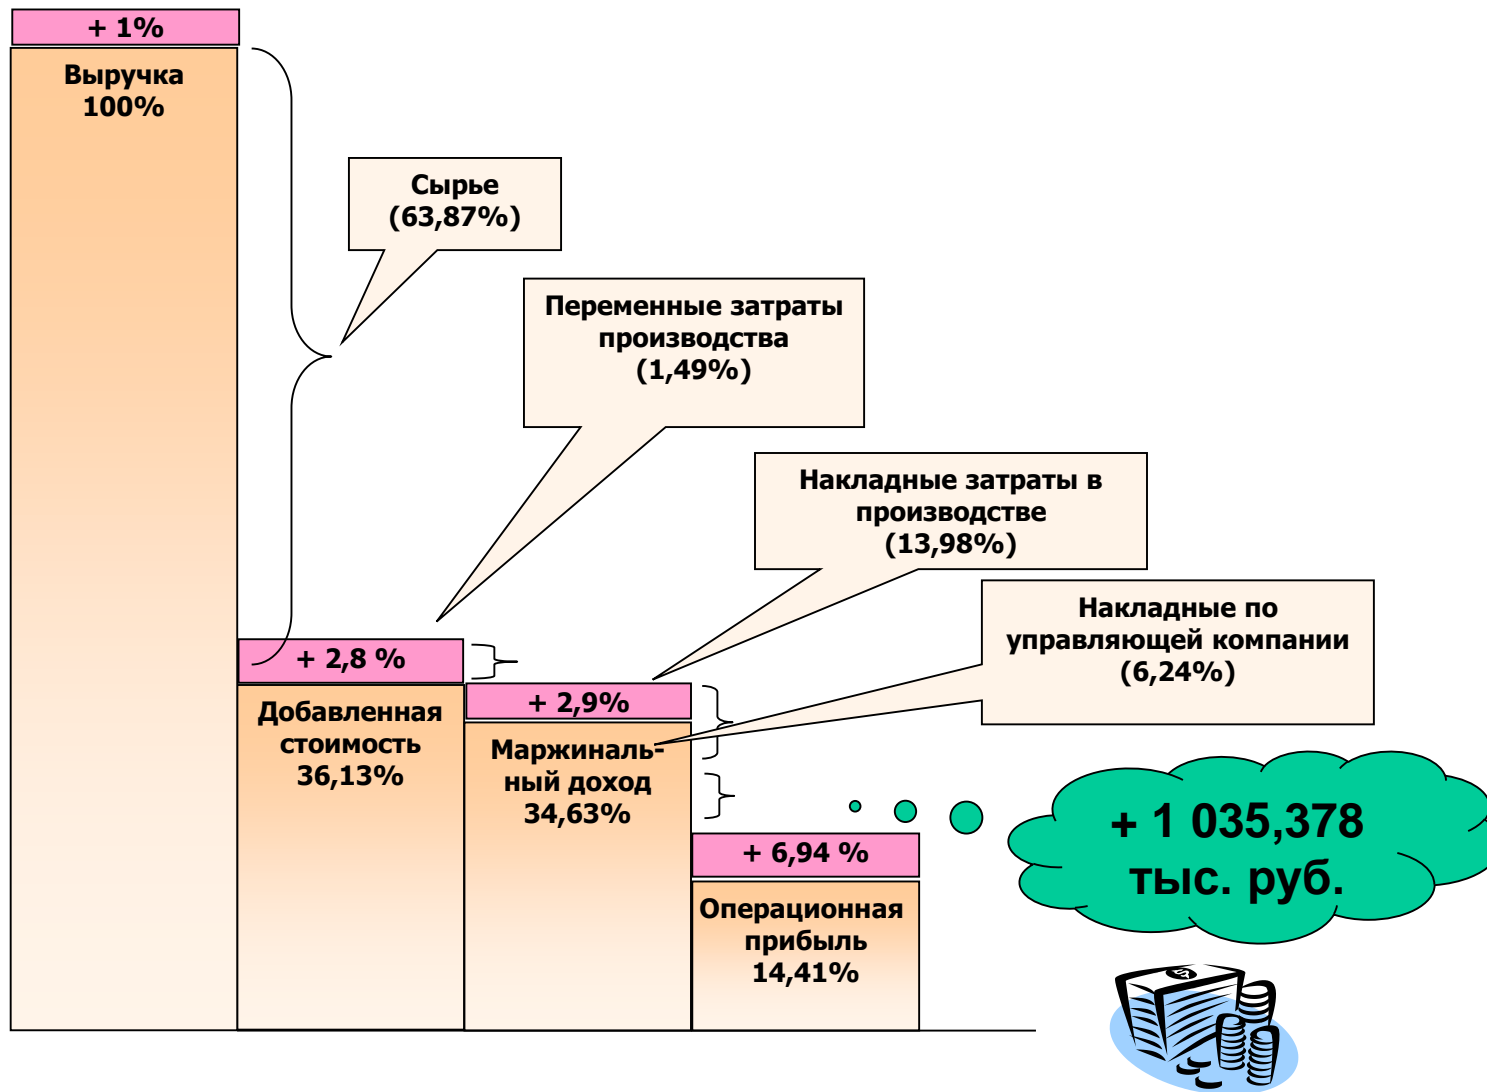 + 1%
Выручка
100%
Сырье
(63,87%)
Переменные затраты
производства
(1,49%)
Накладные затраты в
производстве
(13,98%)
Накладные по
управляющей компании
(6,24%)
+ 2,8 %
Добавленная
стоимость
36,13%
+ 2,9%
Маржиналь-
ный доход
34,63%
+ 6,94 %
Операционная
прибыль
14,41%
+ 1 035,378
тыс. руб.